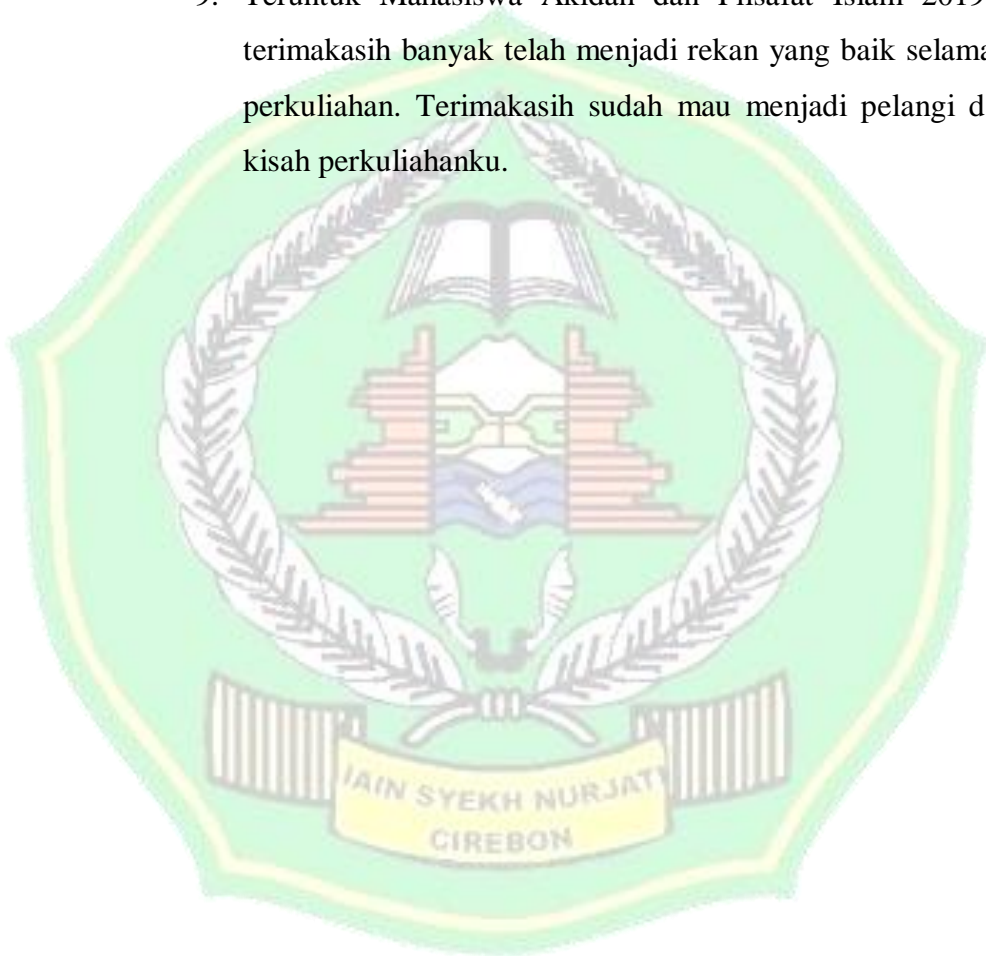 9. Teruntuk Mahasiswa Akidah dan Filsafat Islam 2019
terimakasih banyak telah menjadi rekan yang baik selama
perkuliahan. Terimakasih sudah mau menjadi pelangi
kisah perkuliahanku.
IAIN SYEKH NURJATI
CIREBON